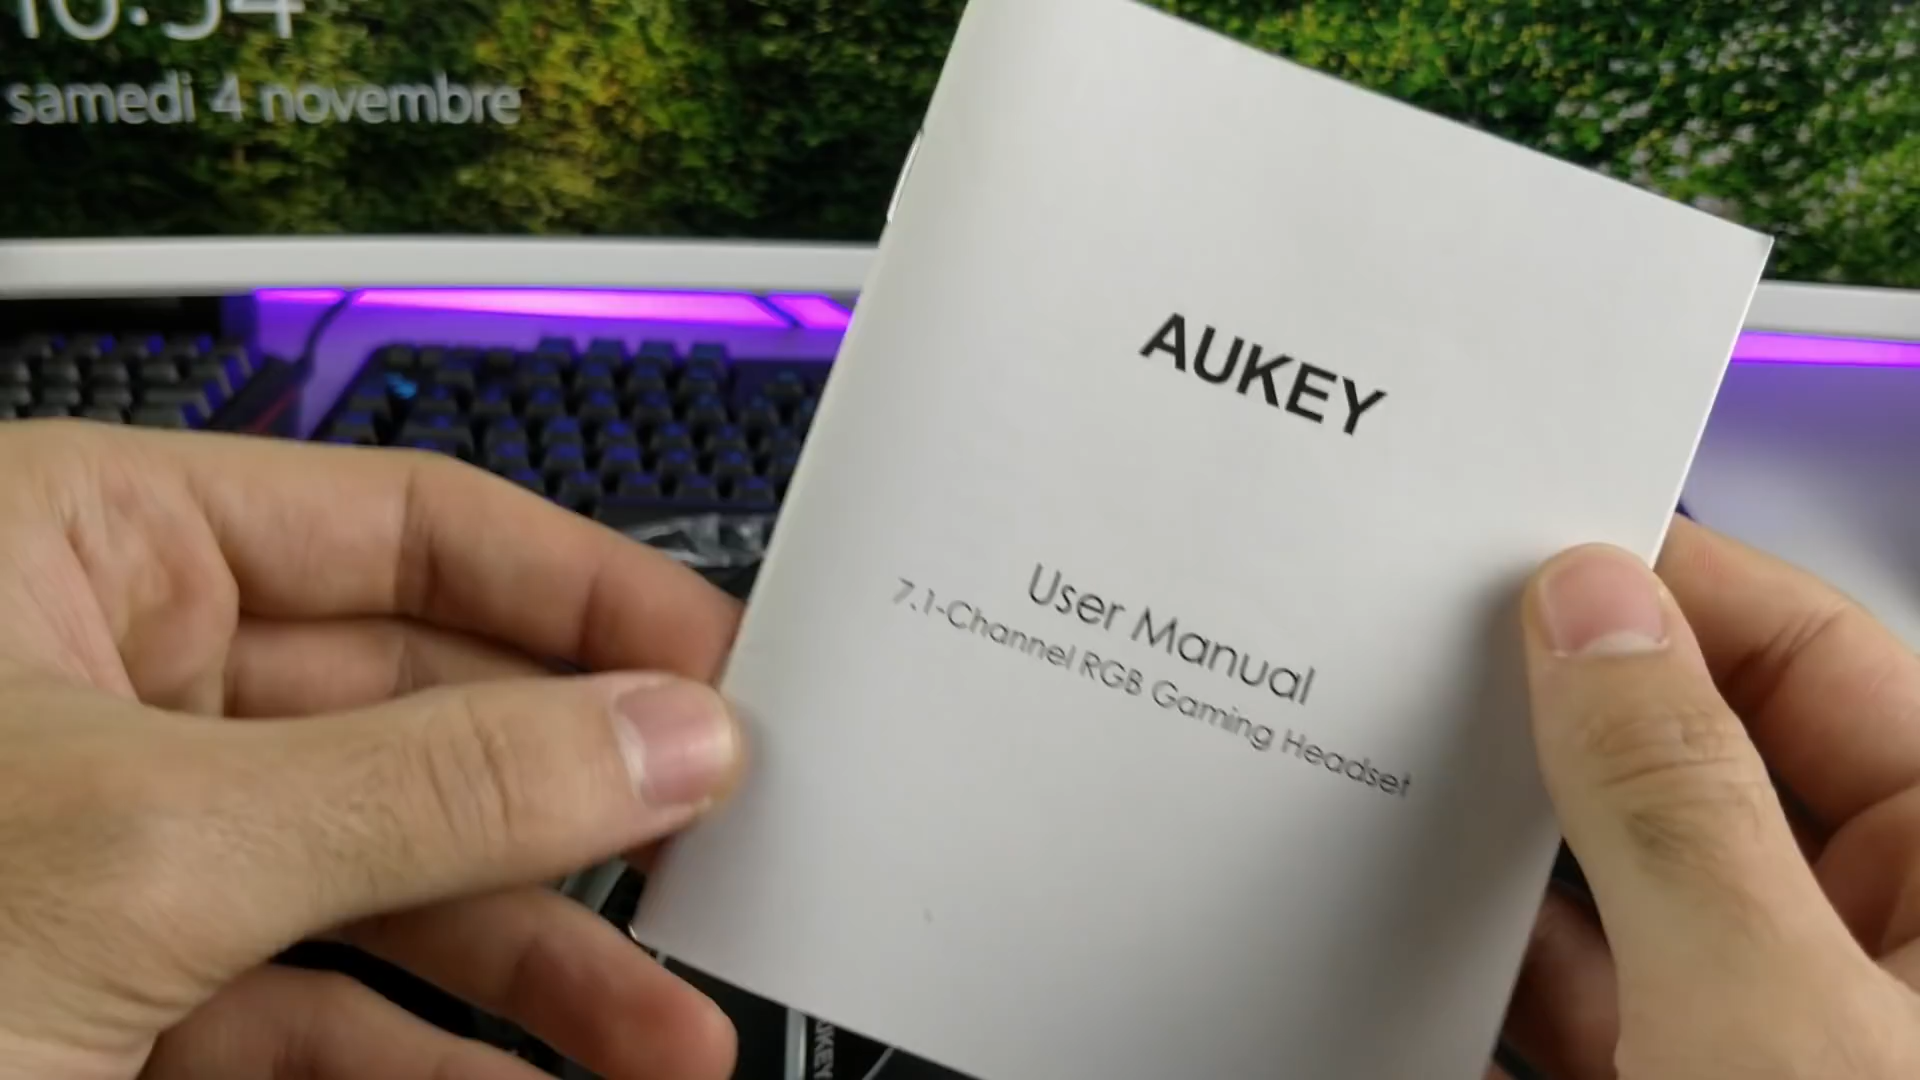 samedi 4 novembre
AUKEY
User Manual
7.1-Channel RGB Gaming Headset